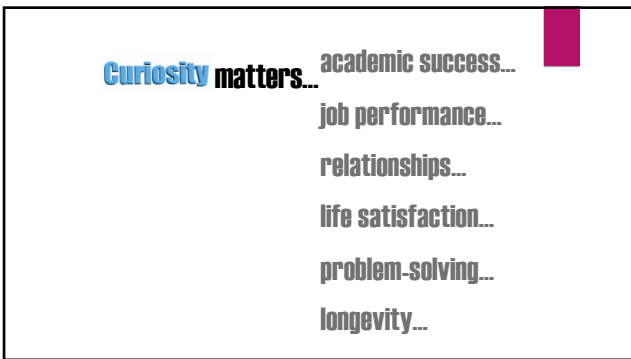 Curiosity matters...
academic success...
job performance...
relationships...
life satisfaction...
problem-solving...
longevity...